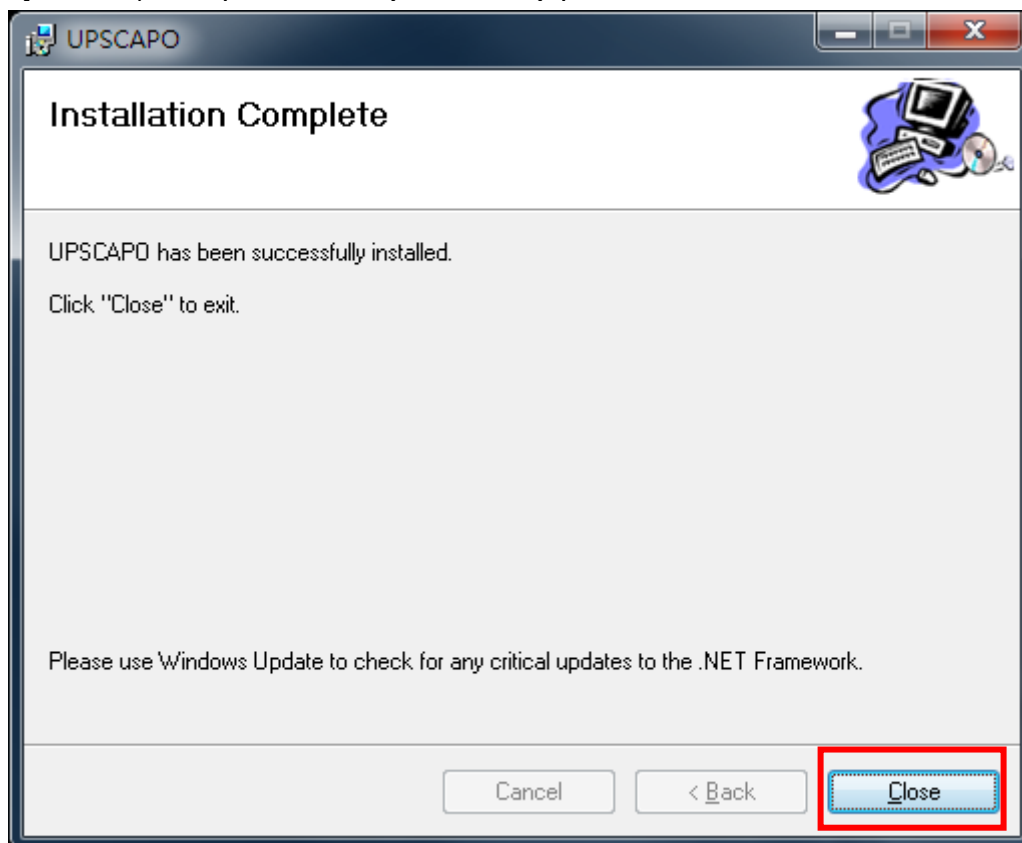 UPSCAPO
Installation Complete
UPSCAPO has been successfully installed.
Click "Close" to exit.
Please use Windows Update to check for any critical updates to the .NET Framework.
Cancel
< Back
Close